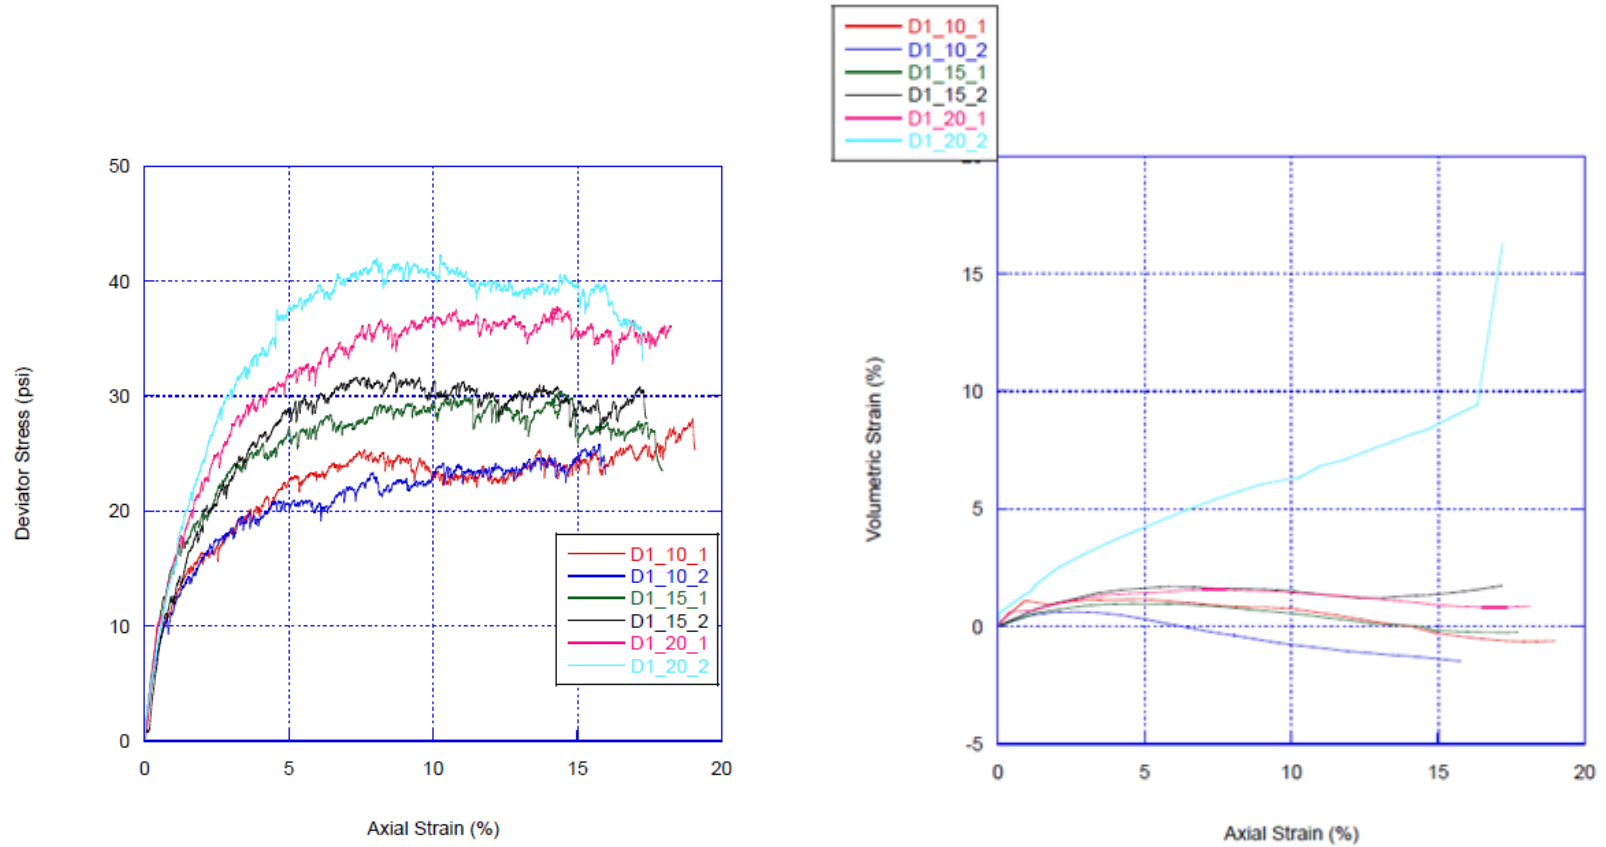 50
40
30
20
10
0
0 5 10 15 20
Deviator Stress (psi)
Axial Strain (%)
D1_10_1
D1_10_2
D1_15_1
D1_15_2
D1_20_1
D1_20_2
D1_10_1
D1_10_2
D1_15_1
D1_15_2
D1_20_1
D1_20_2
15
10
5
0
-5
0 5 10 15 20
Volumetric Strain (%)
Axial Strain (%)